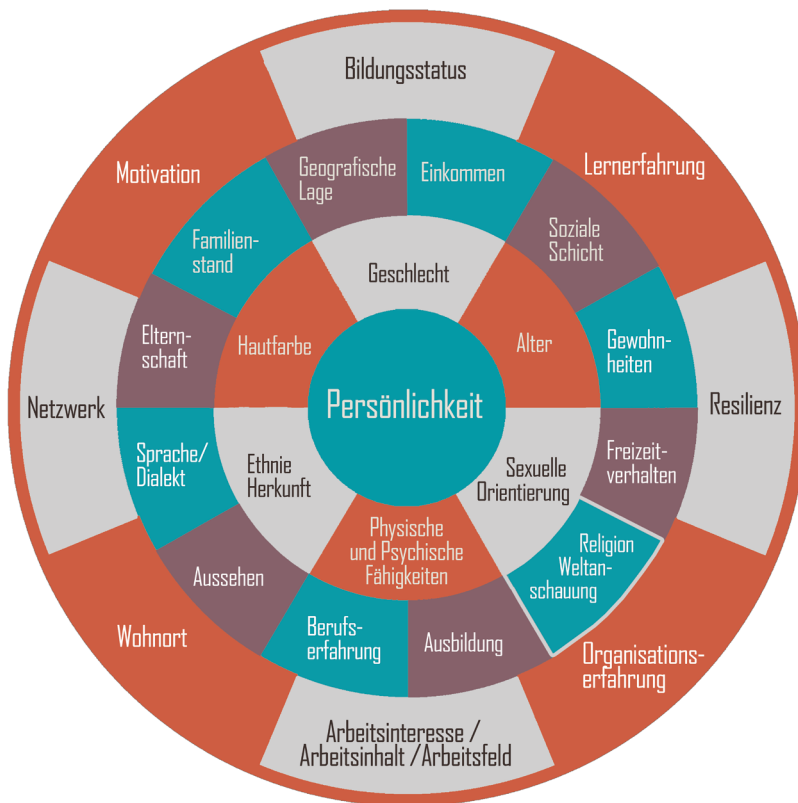 Bildungsstatus
Lernerfahrung
Resilienz
Organisations-
erfahrung
Arbeitsinteresse /
Arbeitsinhalt /Arbeitsfeld
Wohnort
Netzwerk
Motivation
Geografische
Lage
Einkommen
Soziale
Schicht
Gewohn-
heiten
Freizeit-
verhalten
Religion
Weltan-
schauung
Ausbildung
Berufs-
erfahrung
Aussehen
Sprache/
Dialekt
Eltern-
schaft
Familien-
stand
Geschlecht
Alter
Sexuelle
Orientierung
Physische
und Psychische
Fähigkeiten
Ethnie
Herkunft
Hautfarbe
Persönlichkeit